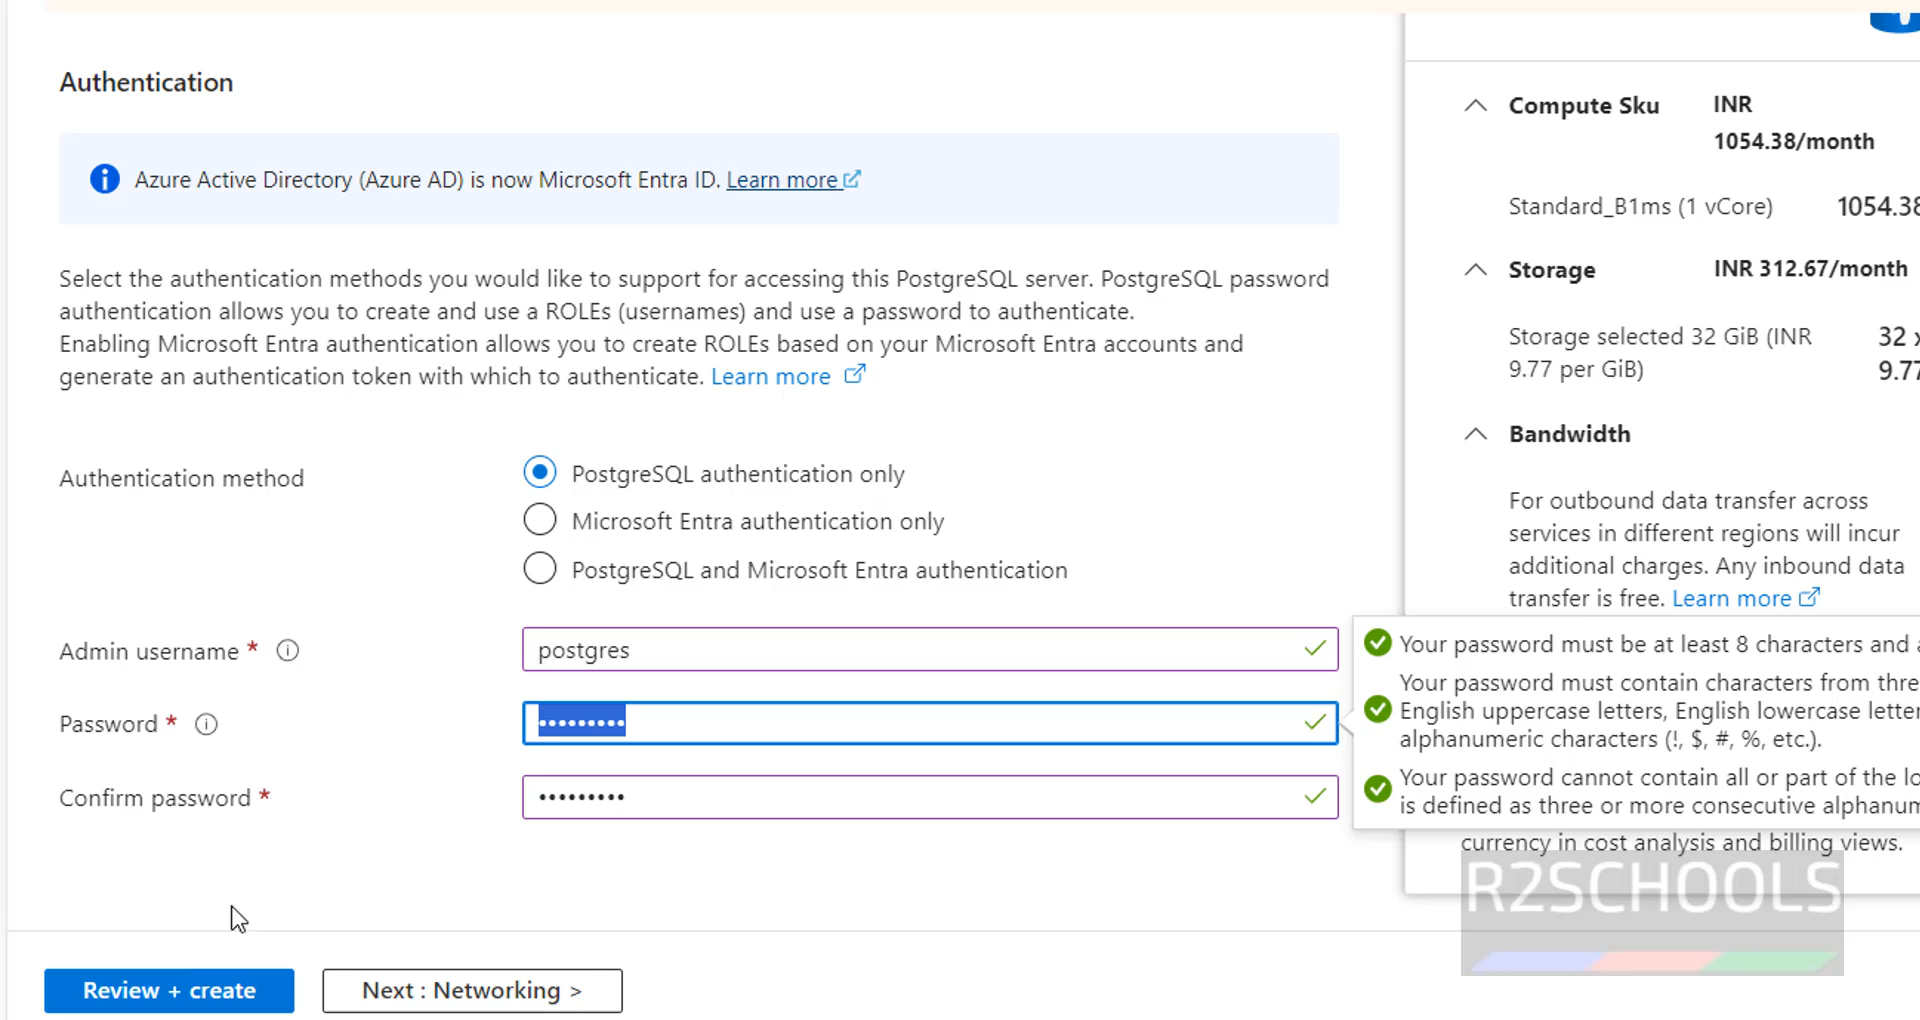 Authentication
Azure Active Directory (Azure AD) is now Microsoft Entra ID. Learn more
Select the authentication methods you would like to support for accessing this PostgreSQL server. PostgreSQL password
authentication allows you to create and use a ROLEs (usernames) and use a password to authenticate.
Enabling Microsoft Entra authentication allows you to create ROLEs based on your Microsoft Entra accounts and
generate an authentication token with which to authenticate. Learn more
Authentication method
PostgreSQL authentication only
Microsoft Entra authentication only
PostgreSQL and Microsoft Entra authentication
Admin username *
postgres
Password *
•••••••••
Confirm password *
•••••••••
Review + create
Next : Networking >
Compute Sku INR
1054.38/month
Standard_B1ms (1 vCore) 1054.38
Storage INR 312.67/month
Storage selected 32 GiB (INR 32 x
9.77 per GiB) 9.77
Bandwidth
For outbound data transfer across
services in different regions will incur
additional charges. Any inbound data
transfer is free. Learn more
Your password must be at least 8 characters and a
Your password must contain characters from thre
English uppercase letters, English lowercase letter
alphanumeric characters (!, $, #, %, etc.).
Your password cannot contain all or part of the lo
is defined as three or more consecutive alphanum
currency in cost analysis and billing views.
R2SCHOOLS